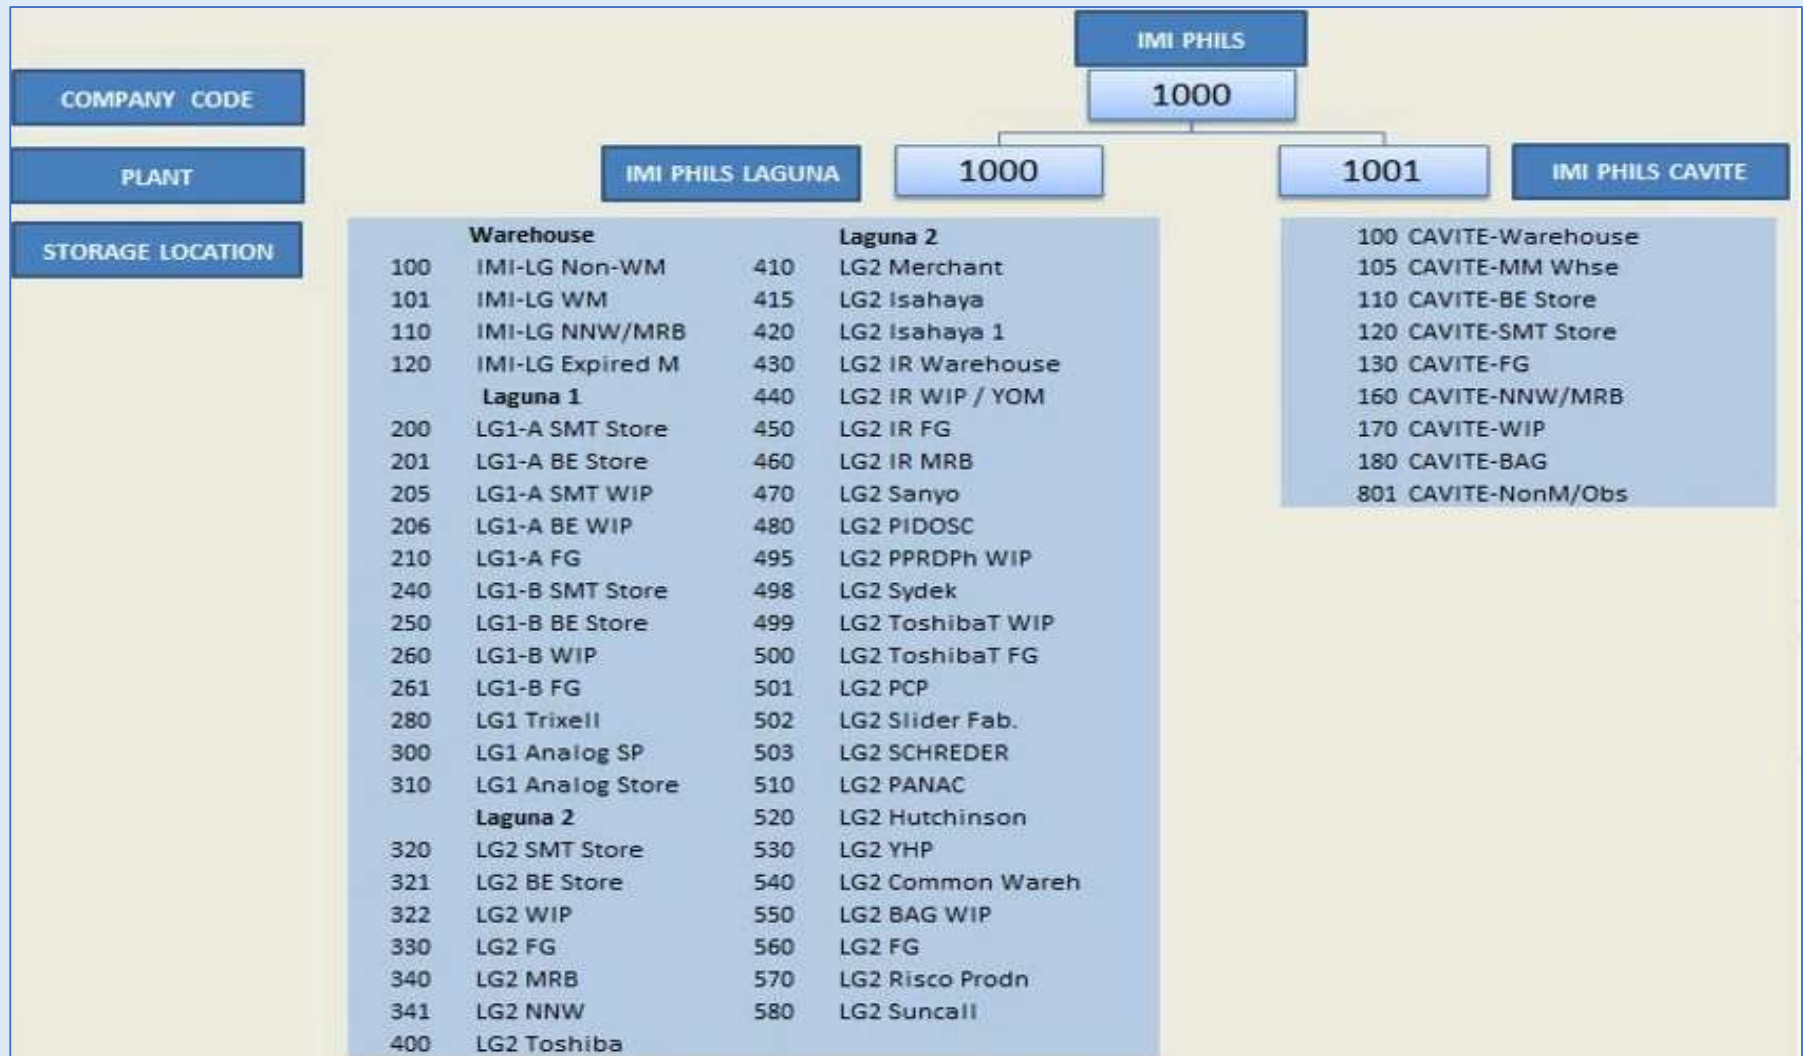 IMI PHILS
COMPANY CODE
1000
PLANT
IMI PHILS LAGUNA
1000
1001
IMI PHILS CAVITE
STORAGE LOCATION
Warehouse
100 IMI-LG Non-WM
101 IMI-LG WM
110 IMI-LG NNW/MRB
120 IMI-LG Expired M
Laguna 1
200 LG1-A SMT Store
201 LG1-A BE Store
205 LG1-A SMT WIP
206 LG1-A BE WIP
210 LG1-A FG
240 LG1-B SMT Store
250 LG1-B BE Store
260 LG1-B WIP
261 LG1-B FG
280 LG1 Trixell
300 LG1 Analog SP
310 LG1 Analog Store
Laguna 2
320 LG2 SMT Store
321 LG2 BE Store
322 LG2 WIP
330 LG2 FG
340 LG2 MRB
341 LG2 NNW
400 LG2 Toshiba
Laguna 2
410 LG2 Merchant
415 LG2 Isahaya
420 LG2 Isahaya 1
430 LG2 IR Warehouse
440 LG2 IR WIP / YOM
450 LG2 IR FG
460 LG2 IR MRB
470 LG2 Sanyo
480 LG2 PIDOSC
495 LG2 PPRDPh WIP
498 LG2 Sydek
499 LG2 ToshibaT WIP
500 LG2 ToshibaT FG
501 LG2 PCP
502 LG2 Slider Fab.
503 LG2 SCHREDER
510 LG2 PANAC
520 LG2 Hutchinson
530 LG2 YHP
540 LG2 Common Wareh
550 LG2 BAG WIP
560 LG2 FG
570 LG2 Risco Prodn
580 LG2 Suncall
100 CAVITE-Warehouse
105 CAVITE-MM Whse
110 CAVITE-BE Store
120 CAVITE-SMT Store
130 CAVITE-FG
160 CAVITE-NNW/MRB
170 CAVITE-WIP
180 CAVITE-BAG
801 CAVITE-NonM/Obs